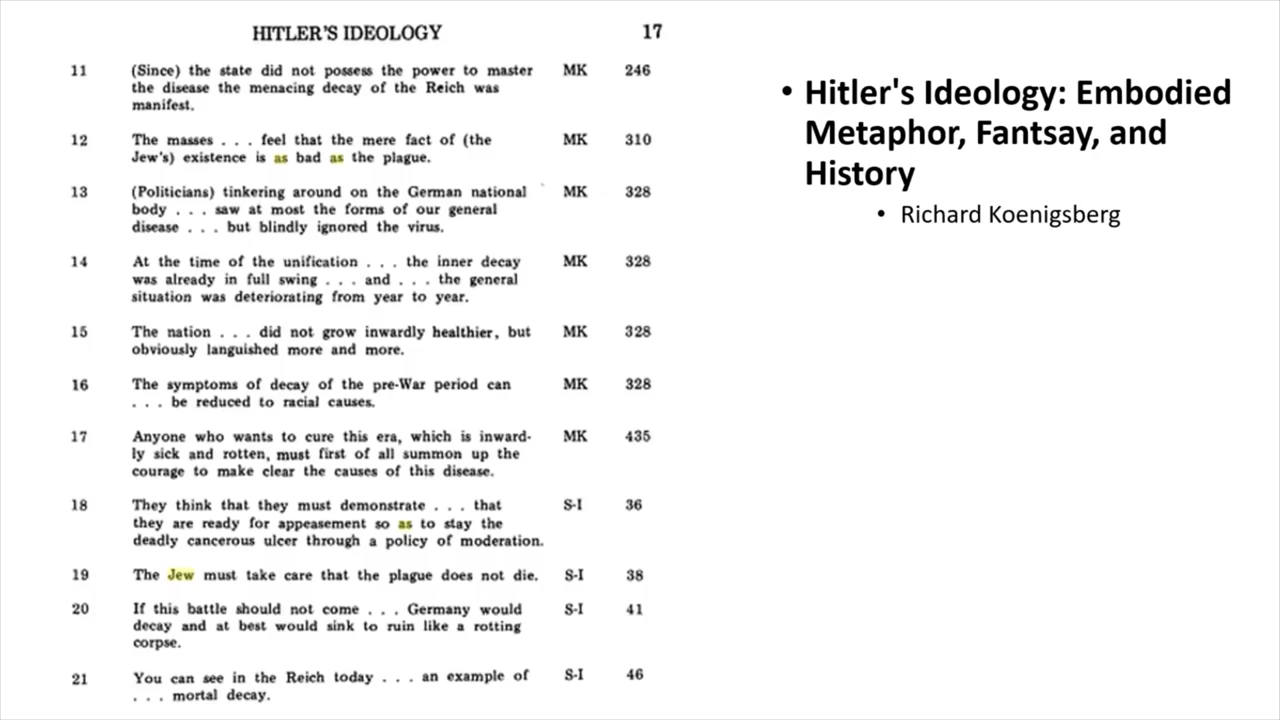 HITLER'S IDEOLOGY 17
11 (Since) the state did not possess the power to master MK 246
the disease the menacing decay of the Reich was
manifest.
12 The masses . . . feel that the mere fact of (the MK 310
Jew's) existence is as bad as the plague.
13 (Politicians) tinkering around on the German national MK 328
body . . . saw at most the forms of our general
disease . . . but blindly ignored the virus.
14 At the time of the unification . . . the inner decay MK 328
was already in full swing . . . and . . . the general
situation was deteriorating from year to year.
15 The nation . . . did not grow inwardly healthier, but MK 328
obviously languished more and more.
16 The symptoms of decay of the pre-War period can MK 328
. . . be reduced to racial causes.
17 Anyone who wants to cure this era, which is inward- MK 435
ly sick and rotten, must first of all summon up the
courage to make clear the causes of this disease.
18 They think that they must demonstrate . . . that S-I 36
they are ready for appeasement so as to stay the
deadly cancerous ulcer through a policy of moderation.
19 The Jew must take care that the plague does not die. S-I 38
20 If this battle should not come . . . Germany would S-I 41
decay and at best would sink to ruin like a rotting
corpse.
21 You can see in the Reich today . . . an example of S-I 46
. . . mortal decay.
• Hitler's Ideology: Embodied
Metaphor, Fantsay, and
History
• Richard Koenigsberg